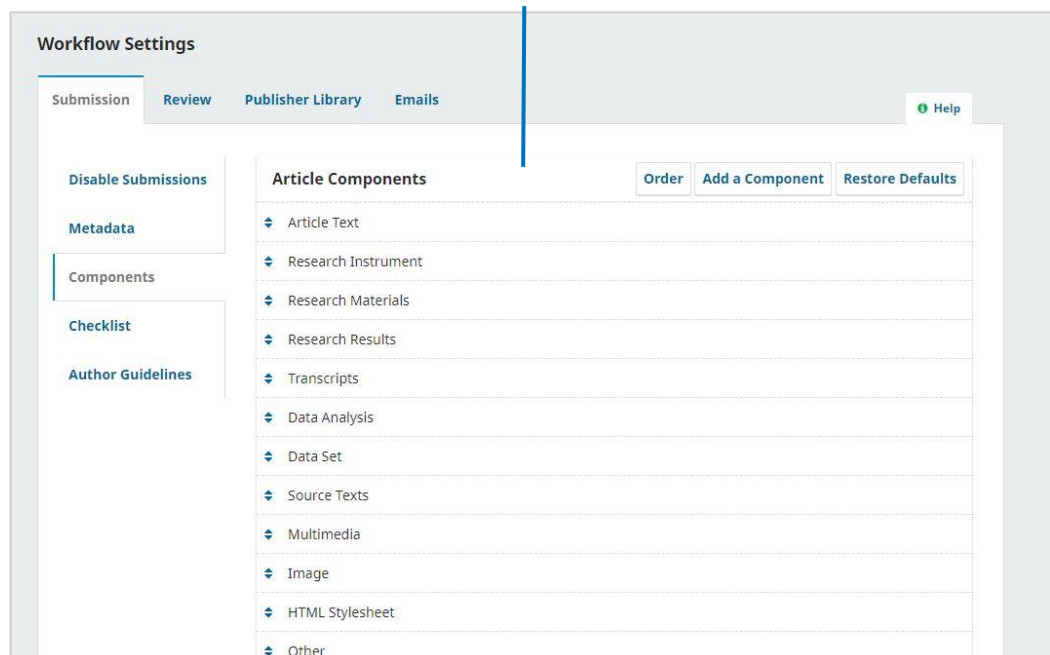 Workflow Settings
Submission Review Publisher Library Emails
Help
Disable Submissions
Metadata
Components
Checklist
Author Guidelines
Article Components Order Add a Component Restore Defaults
Article Text
Research Instrument
Research Materials
Research Results
Transcripts
Data Analysis
Data Set
Source Texts
Multimedia
Image
HTML Stylesheet
Other